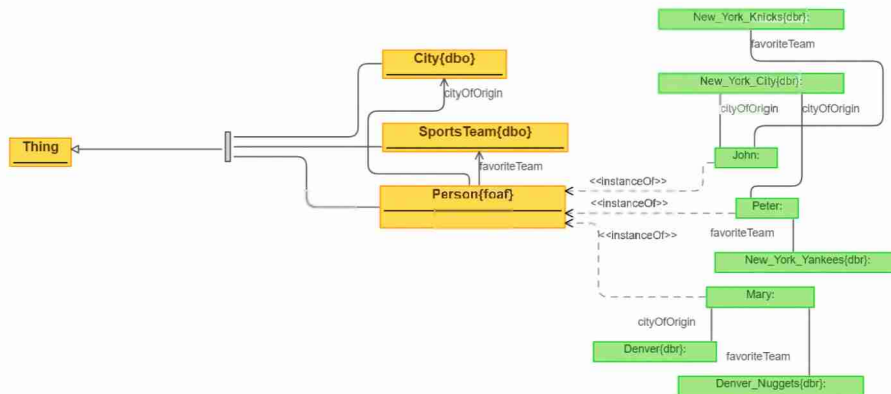 New_York_Knicks{dbr}:
favoriteTeam
City{dbo}
New_York_City{dbr}:
cityOfOrigin
cityOfOrigin cityOfOrigin
Thing
SportsTeam{dbo}
John:
favoriteTeam
<<instanceOf>>
Person{foaf}
<<instanceOf>>
Peter:
<<instanceOf>>
favoriteTeam
New_York_Yankees{dbr}:
Mary:
cityOfOrigin
Denver{dbr}:
favoriteTeam
Denver_Nuggets{dbr}: